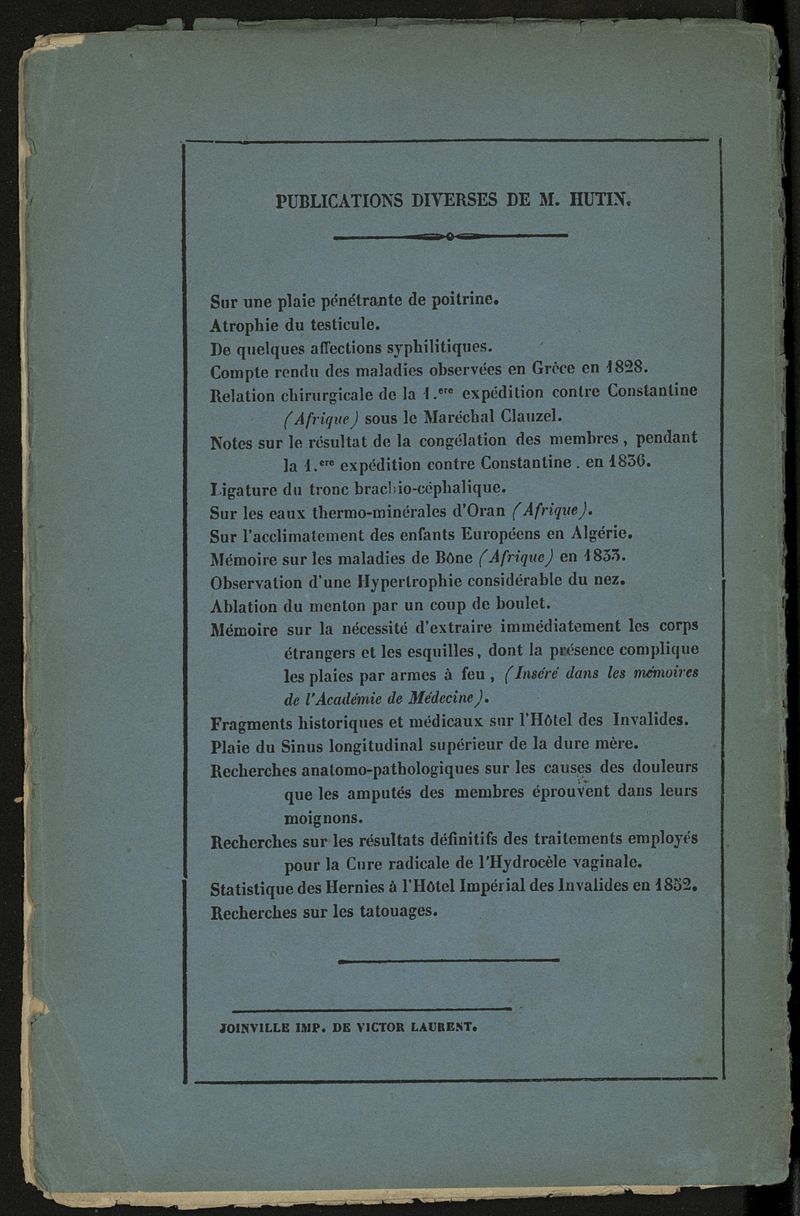 PUBLICATIONS DIVERSES DE M. HUTIN.
Sur une plaie pénétrante de poitrine.
Atrophie du testicule.
De quelques affections syphilitiques.
Compte rendu des maladies observées en Grèce en 1828.
Relation chirurgicale de la 1.ere expédition contre Constantine
(Afrique) sous le Maréchal Clauzel.
Notes sur le résultat de la congélation des membres, pendant
la 1.ere expédition contre Constantine. en 1836.
Ligature du tronc brachio-céphalique.
Sur les eaux thermo-minérales d'Oran (Afrique).
Sur l'acclimatement des enfants Européens en Algérie.
Mémoire sur les maladies de Bône (Afrique) en 1833.
Observation d'une Hypertrophie considérable du nez.
Ablation du menton par un coup de boulet.
Mémoire sur la nécessité d'extraire immédiatement les corps
étrangers et les esquilles, dont la présence complique
les plaies par armes à feu, (Inséré dans les mémoires
de l'Académie de Médecine).
Fragments historiques et médicaux sur l'Hôtel des Invalides.
Plaie du Sinus longitudinal supérieur de la dure mère.
Recherches anatomo-pathologiques sur les causes des douleurs
que les amputés des membres éprouvent dans leurs
moignons.
Recherches sur les résultats définitifs des traitements employés
pour la Cure radicale de l'Hydrocèle vaginale.
Statistique des Hernies à l'Hôtel Impérial des Invalides en 1852.
Recherches sur les tatouages.
JOINVILLE IMP. DE VICTOR LAURENT.